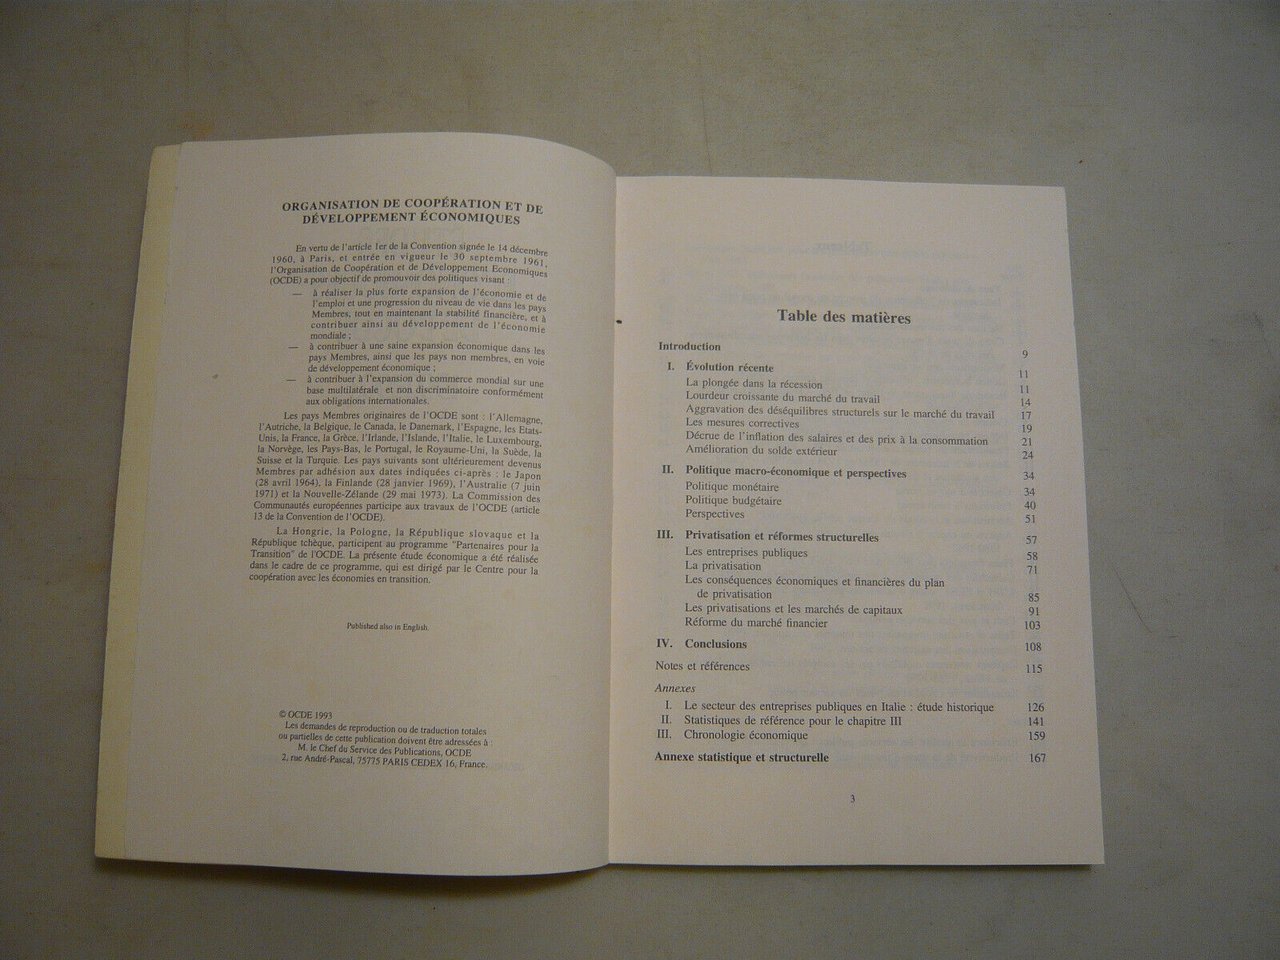 ORGANISATION DE COOPÉRATION ET DE
DÉVELOPPEMENT ÉCONOMIQUES
En vertu de l'article 1er de la Convention signée le 14 décembre
1960, à Paris, et entrée en vigueur le 30 septembre 1961,
l'Organisation de Coopération et de Développement Economiques
(OCDE) a pour objectif de promouvoir des politiques visant :
— à réaliser la plus forte expansion de l'économie et de
l'emploi et une progression du niveau de vie dans les pays
Membres, tout en maintenant la stabilité financière, et à
contribuer ainsi au développement de l'économie
mondiale ;
— à contribuer à une saine expansion économique dans les
pays Membres, ainsi que les pays non membres, en voie
de développement économique ;
— à contribuer à l'expansion du commerce mondial sur une
base multilatérale et non discriminatoire conformément
aux obligations internationales.
Les pays Membres originaires de l'OCDE sont : l'Allemagne,
l'Autriche, la Belgique, le Canada, le Danemark, l'Espagne, les Etats-
Unis, la France, la Grèce, l'Irlande, l'Islande, l'Italie, le Luxembourg,
la Norvège, les Pays-Bas, le Portugal, le Royaume-Uni, la Suède, la
Suisse et la Turquie. Les pays suivants sont ultérieurement devenus
Membres par adhésion aux dates indiquées ci-après : le Japon
(28 avril 1964), la Finlande (28 janvier 1969), l'Australie (7 juin
1971) et la Nouvelle-Zélande (29 mai 1973). La Commission des
Communautés européennes participe aux travaux de l'OCDE (article
13 de la Convention de l'OCDE).
La Hongrie, la Pologne, la République slovaque et la
République tchèque, participent au programme "Partenaires pour la
Transition" de l'OCDE. La présente étude économique a été réalisée
dans le cadre de ce programme, qui est dirigé par le Centre pour la
coopération avec les économies en transition.
Published also in English.
© OCDE 1993
Les demandes de reproduction ou de traduction totales
ou partielles de cette publication doivent être adressées à :
M. le Chef du Service des Publications, OCDE
2, rue André-Pascal, 75775 PARIS CEDEX 16, France.
Table des matières
Introduction 9
I. Évolution récente 11
La plongée dans la récession 11
Lourdeur croissante du marché du travail 14
Aggravation des déséquilibres structurels sur le marché du travail 17
Les mesures correctives 19
Décrue de l'inflation des salaires et des prix à la consommation 21
Amélioration du solde extérieur 24
II. Politique macro-économique et perspectives 34
Politique monétaire 34
Politique budgétaire 40
Perspectives 51
III. Privatisation et réformes structurelles 57
Les entreprises publiques 58
La privatisation 71
Les conséquences économiques et financières du plan
de privatisation 85
Les privatisations et les marchés de capitaux 91
Réforme du marché financier 103
IV. Conclusions 108
Notes et références 115
Annexes
I. Le secteur des entreprises publiques en Italie : étude historique 126
II. Statistiques de référence pour le chapitre III 141
III. Chronologie économique 159
Annexe statistique et structurelle 167
3